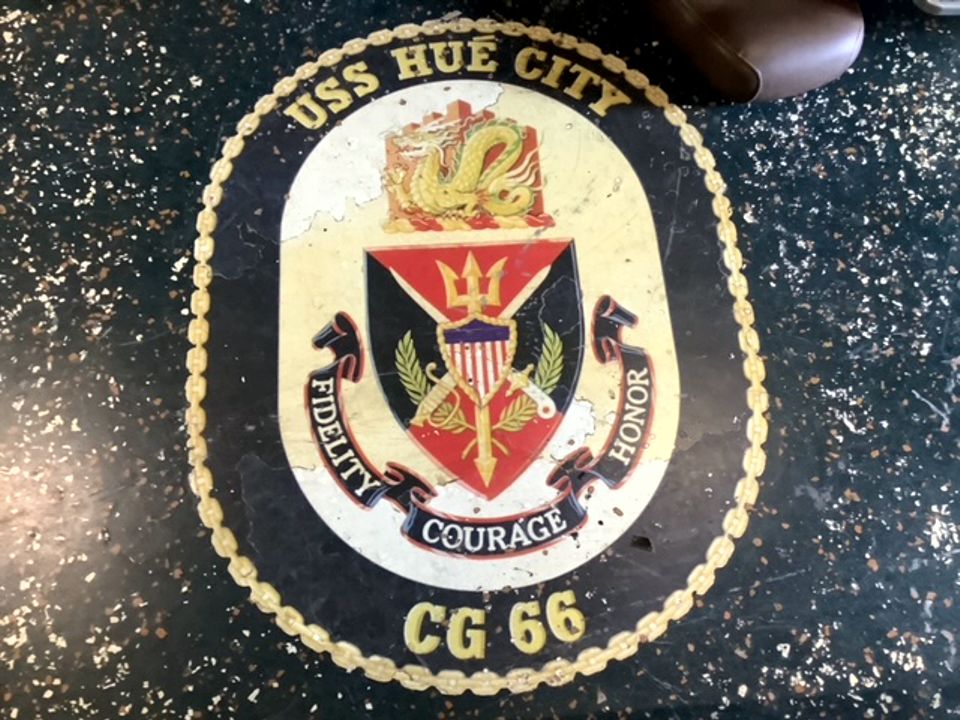 USS HUÉ CITY
FIDELITY
COURAGE
HONOR
CG 66